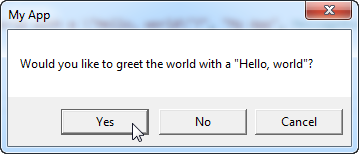 My App
Would you like to greet the world with a "Hello, world"?
Yes
No
Cancel